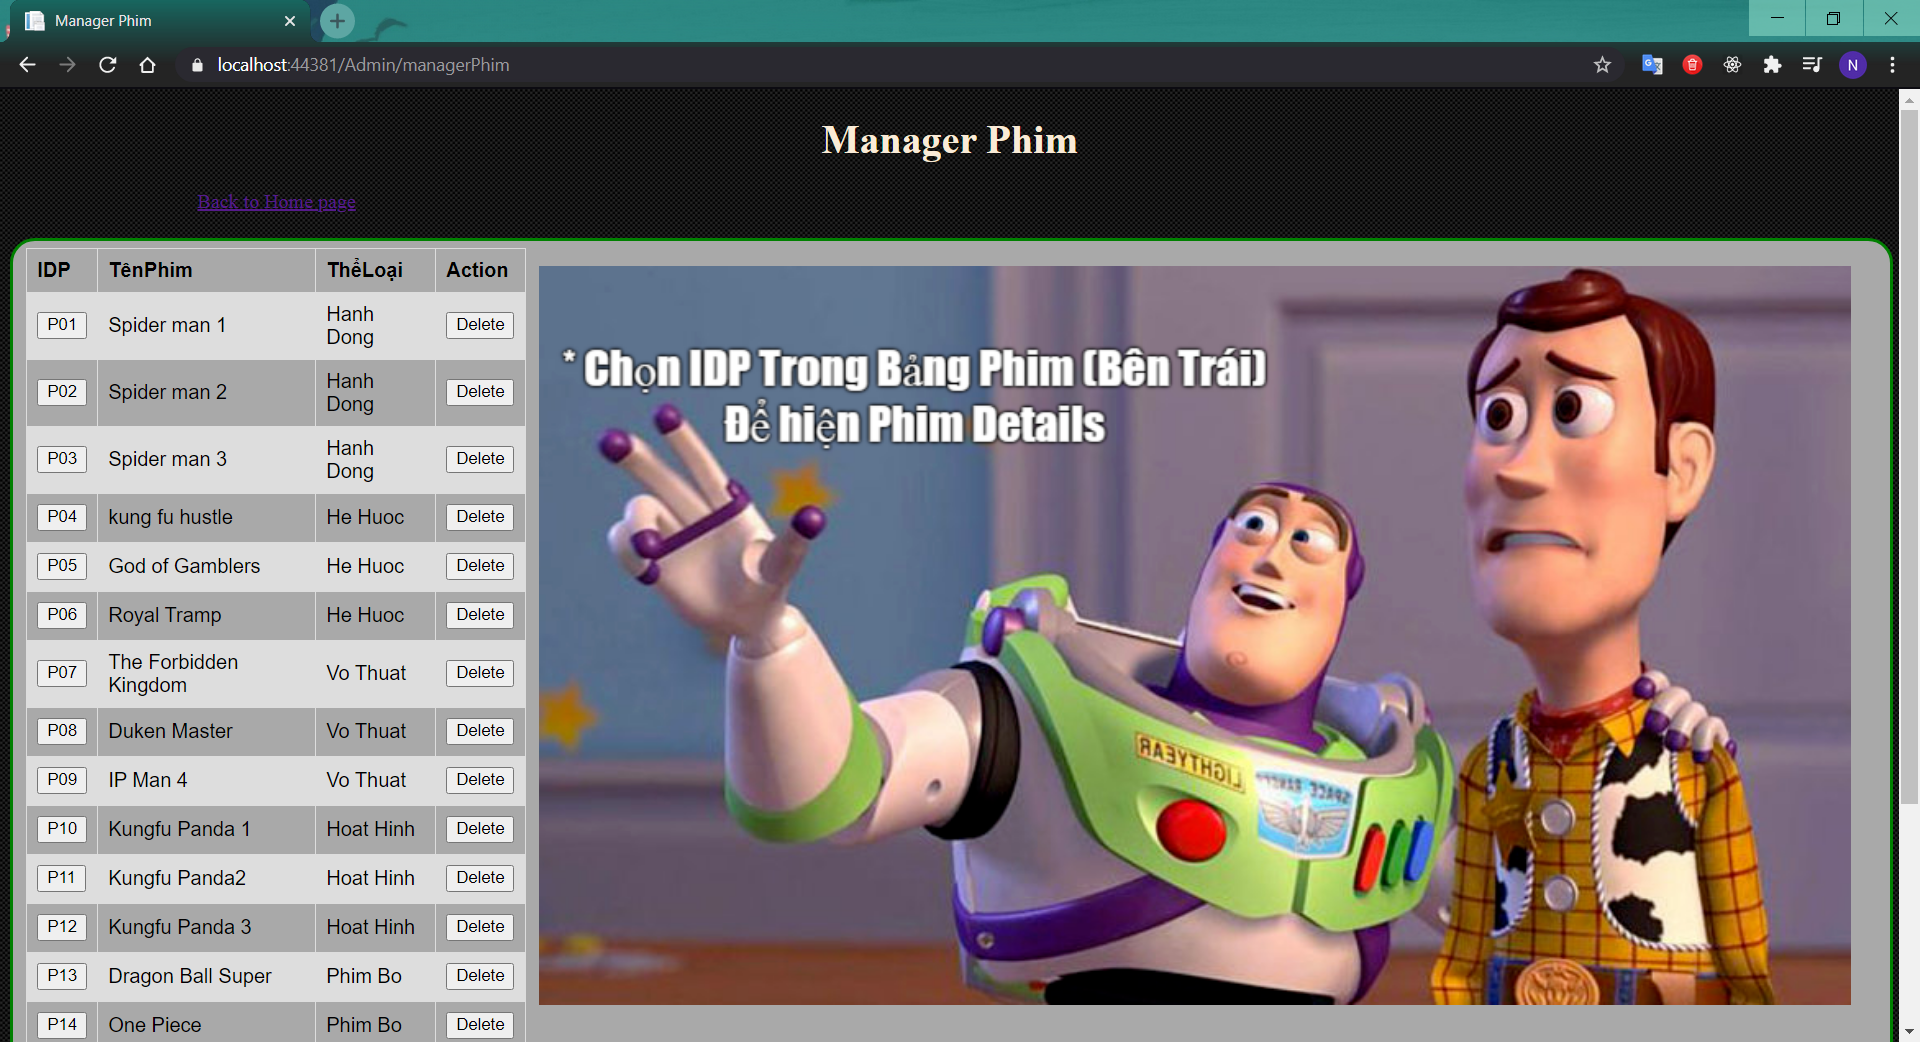 Manager Phim
localhost:44381/Admin/managerPhim
N
Manager Phim
Back to Home page
IDP TênPhim ThểLoại Action
P01 Spider man 1 Hanh Dong Delete
P02 Spider man 2 Hanh Dong Delete
P03 Spider man 3 Hanh Dong Delete
P04 kung fu hustle He Huoc Delete
P05 God of Gamblers He Huoc Delete
P06 Royal Tramp He Huoc Delete
P07 The Forbidden Kingdom Vo Thuat Delete
P08 Duken Master Vo Thuat Delete
P09 IP Man 4 Vo Thuat Delete
P10 Kungfu Panda 1 Hoat Hinh Delete
P11 Kungfu Panda2 Hoat Hinh Delete
P12 Kungfu Panda 3 Hoat Hinh Delete
P13 Dragon Ball Super Phim Bo Delete
P14 One Piece Phim Bo Delete
* Chọn IDP Trong Bảng Phim (Bên Trái)
Để hiện Phim Details
LIGHTYEAR